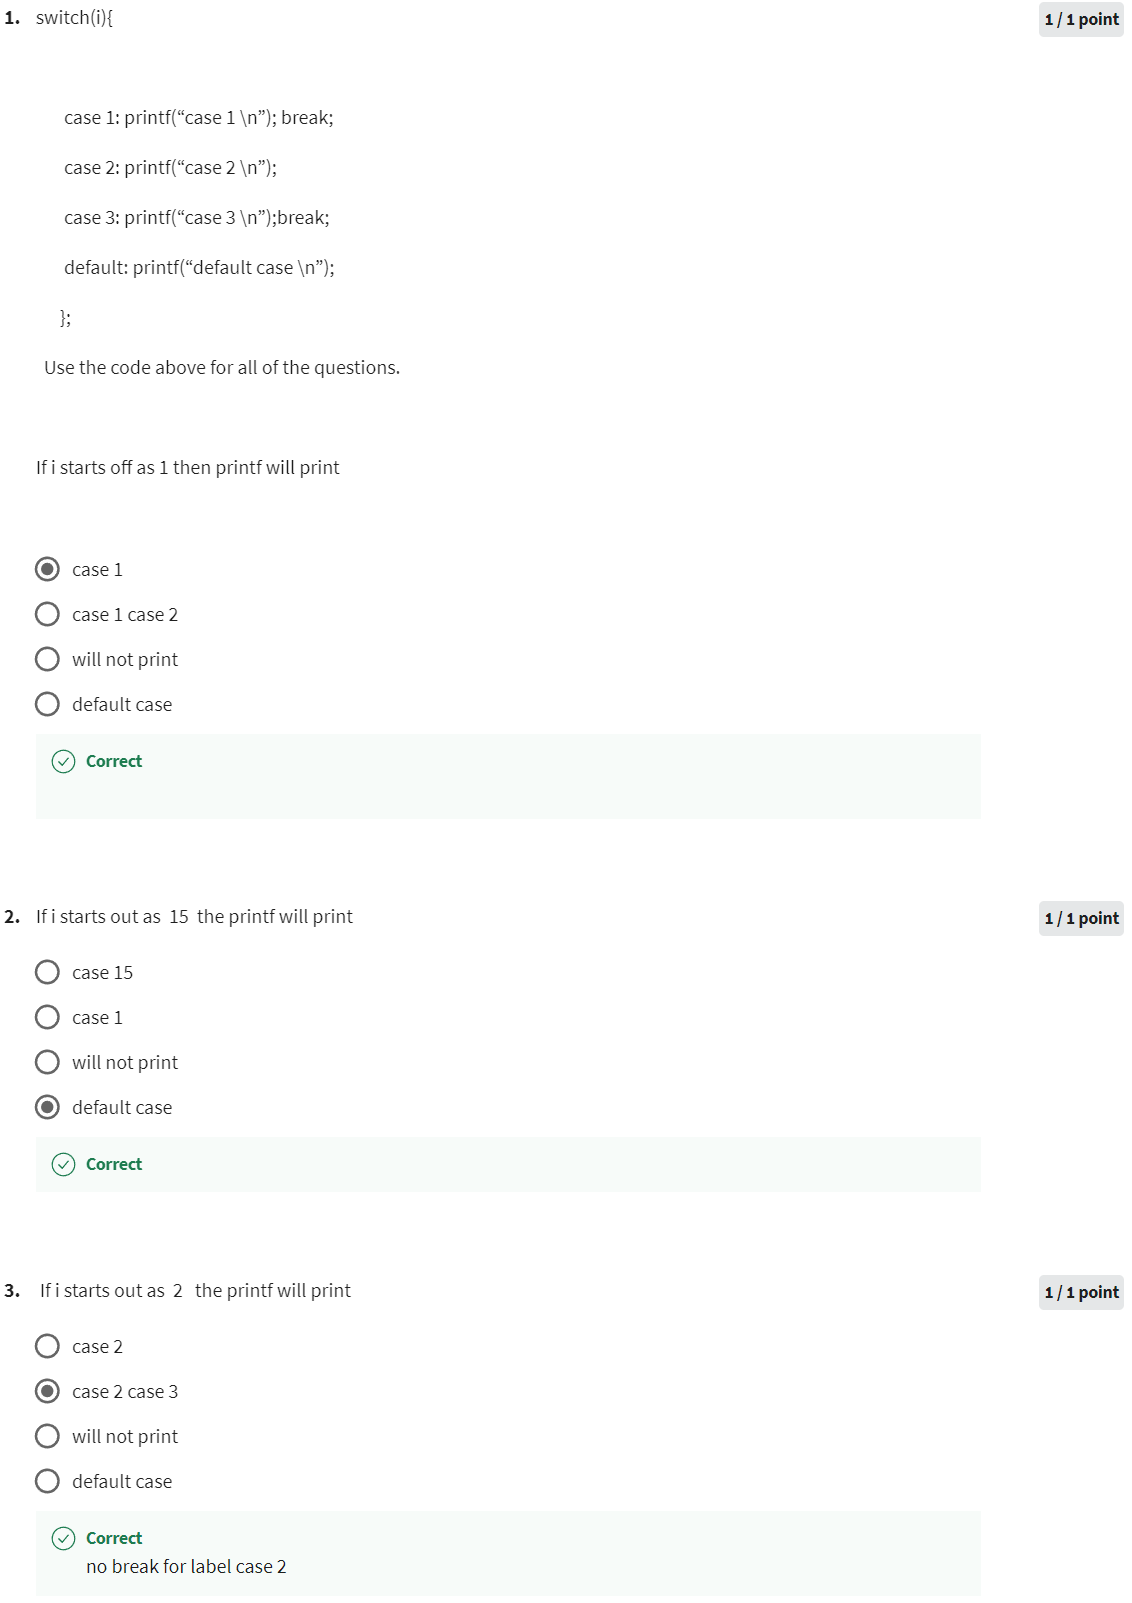 1. switch(i){
1 / 1 point
case 1: printf(“case 1 \n”); break;
case 2: printf(“case 2 \n”);
case 3: printf(“case 3 \n”);break;
default: printf(“default case \n”);
};
Use the code above for all of the questions.
If i starts off as 1 then printf will print
case 1
case 1 case 2
will not print
default case
Correct
2. If i starts out as 15 the printf will print
1 / 1 point
case 15
case 1
will not print
default case
Correct
3. If i starts out as 2 the printf will print
1 / 1 point
case 2
case 2 case 3
will not print
default case
Correct
no break for label case 2